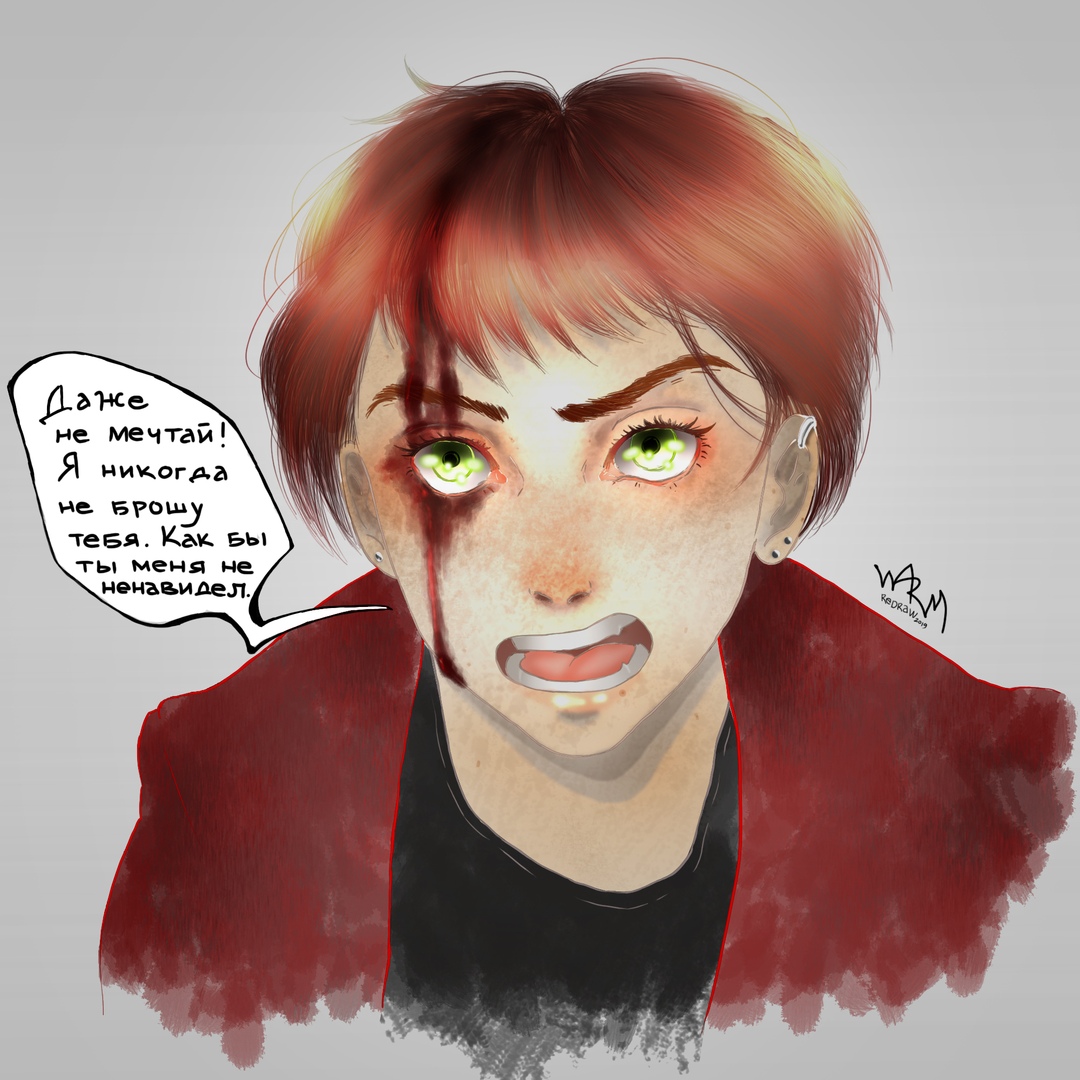 Даже
не мечтай!
Я никогда
не брошу
тебя. Как бы
ты меня не
ненавидел.
WARM
REDRAW
2019